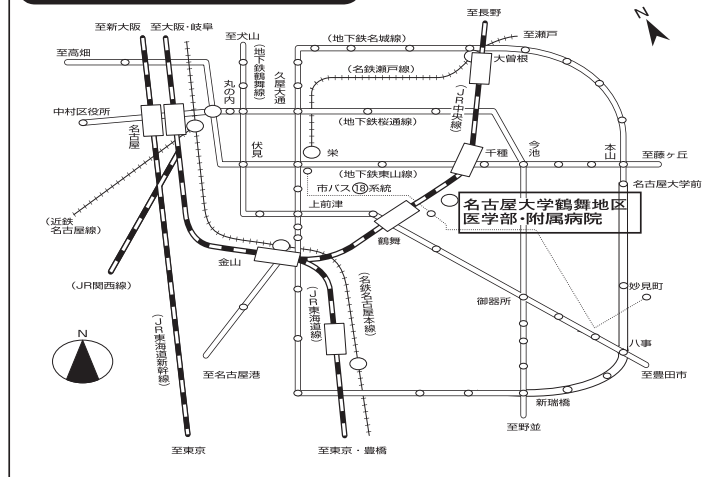 至新大阪
至大阪・岐阜
至犬山
至長野
至瀬戸
N
至高畑
(地下鉄鶴舞線)
久屋大通
(地下鉄名城線)
大曽根
(名鉄瀬戸線)
丸の内
(JR中央線)
中村区役所
名古屋
(地下鉄桜通線)
伏見
栄
千種
今池
本山
至藤ヶ丘
(地下鉄東山線)
名古屋大学前
市バス⑱系統
上前津
名古屋大学鶴舞地区
医学部・附属病院
(近鉄
名古屋線)
鶴舞
金山
(JR関西線)
妙見町
御器所
(JR東海道新幹線)
(JR東海道線)
(名鉄名古屋本線)
N
八事
至名古屋港
至豊田市
新瑞橋
至野並
至東京
至東京・豊橋